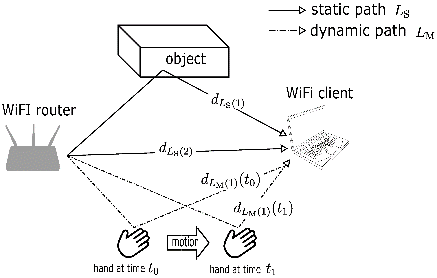 static path L_S
dynamic path L_M
object
WiFI router
WiFi client
d_{L_S(1)}
d_{L_S(2)}
d_{L_M(1)}(t_0)
d_{L_M(1)}(t_1)
motion
hand at time t_0
hand at time t_1